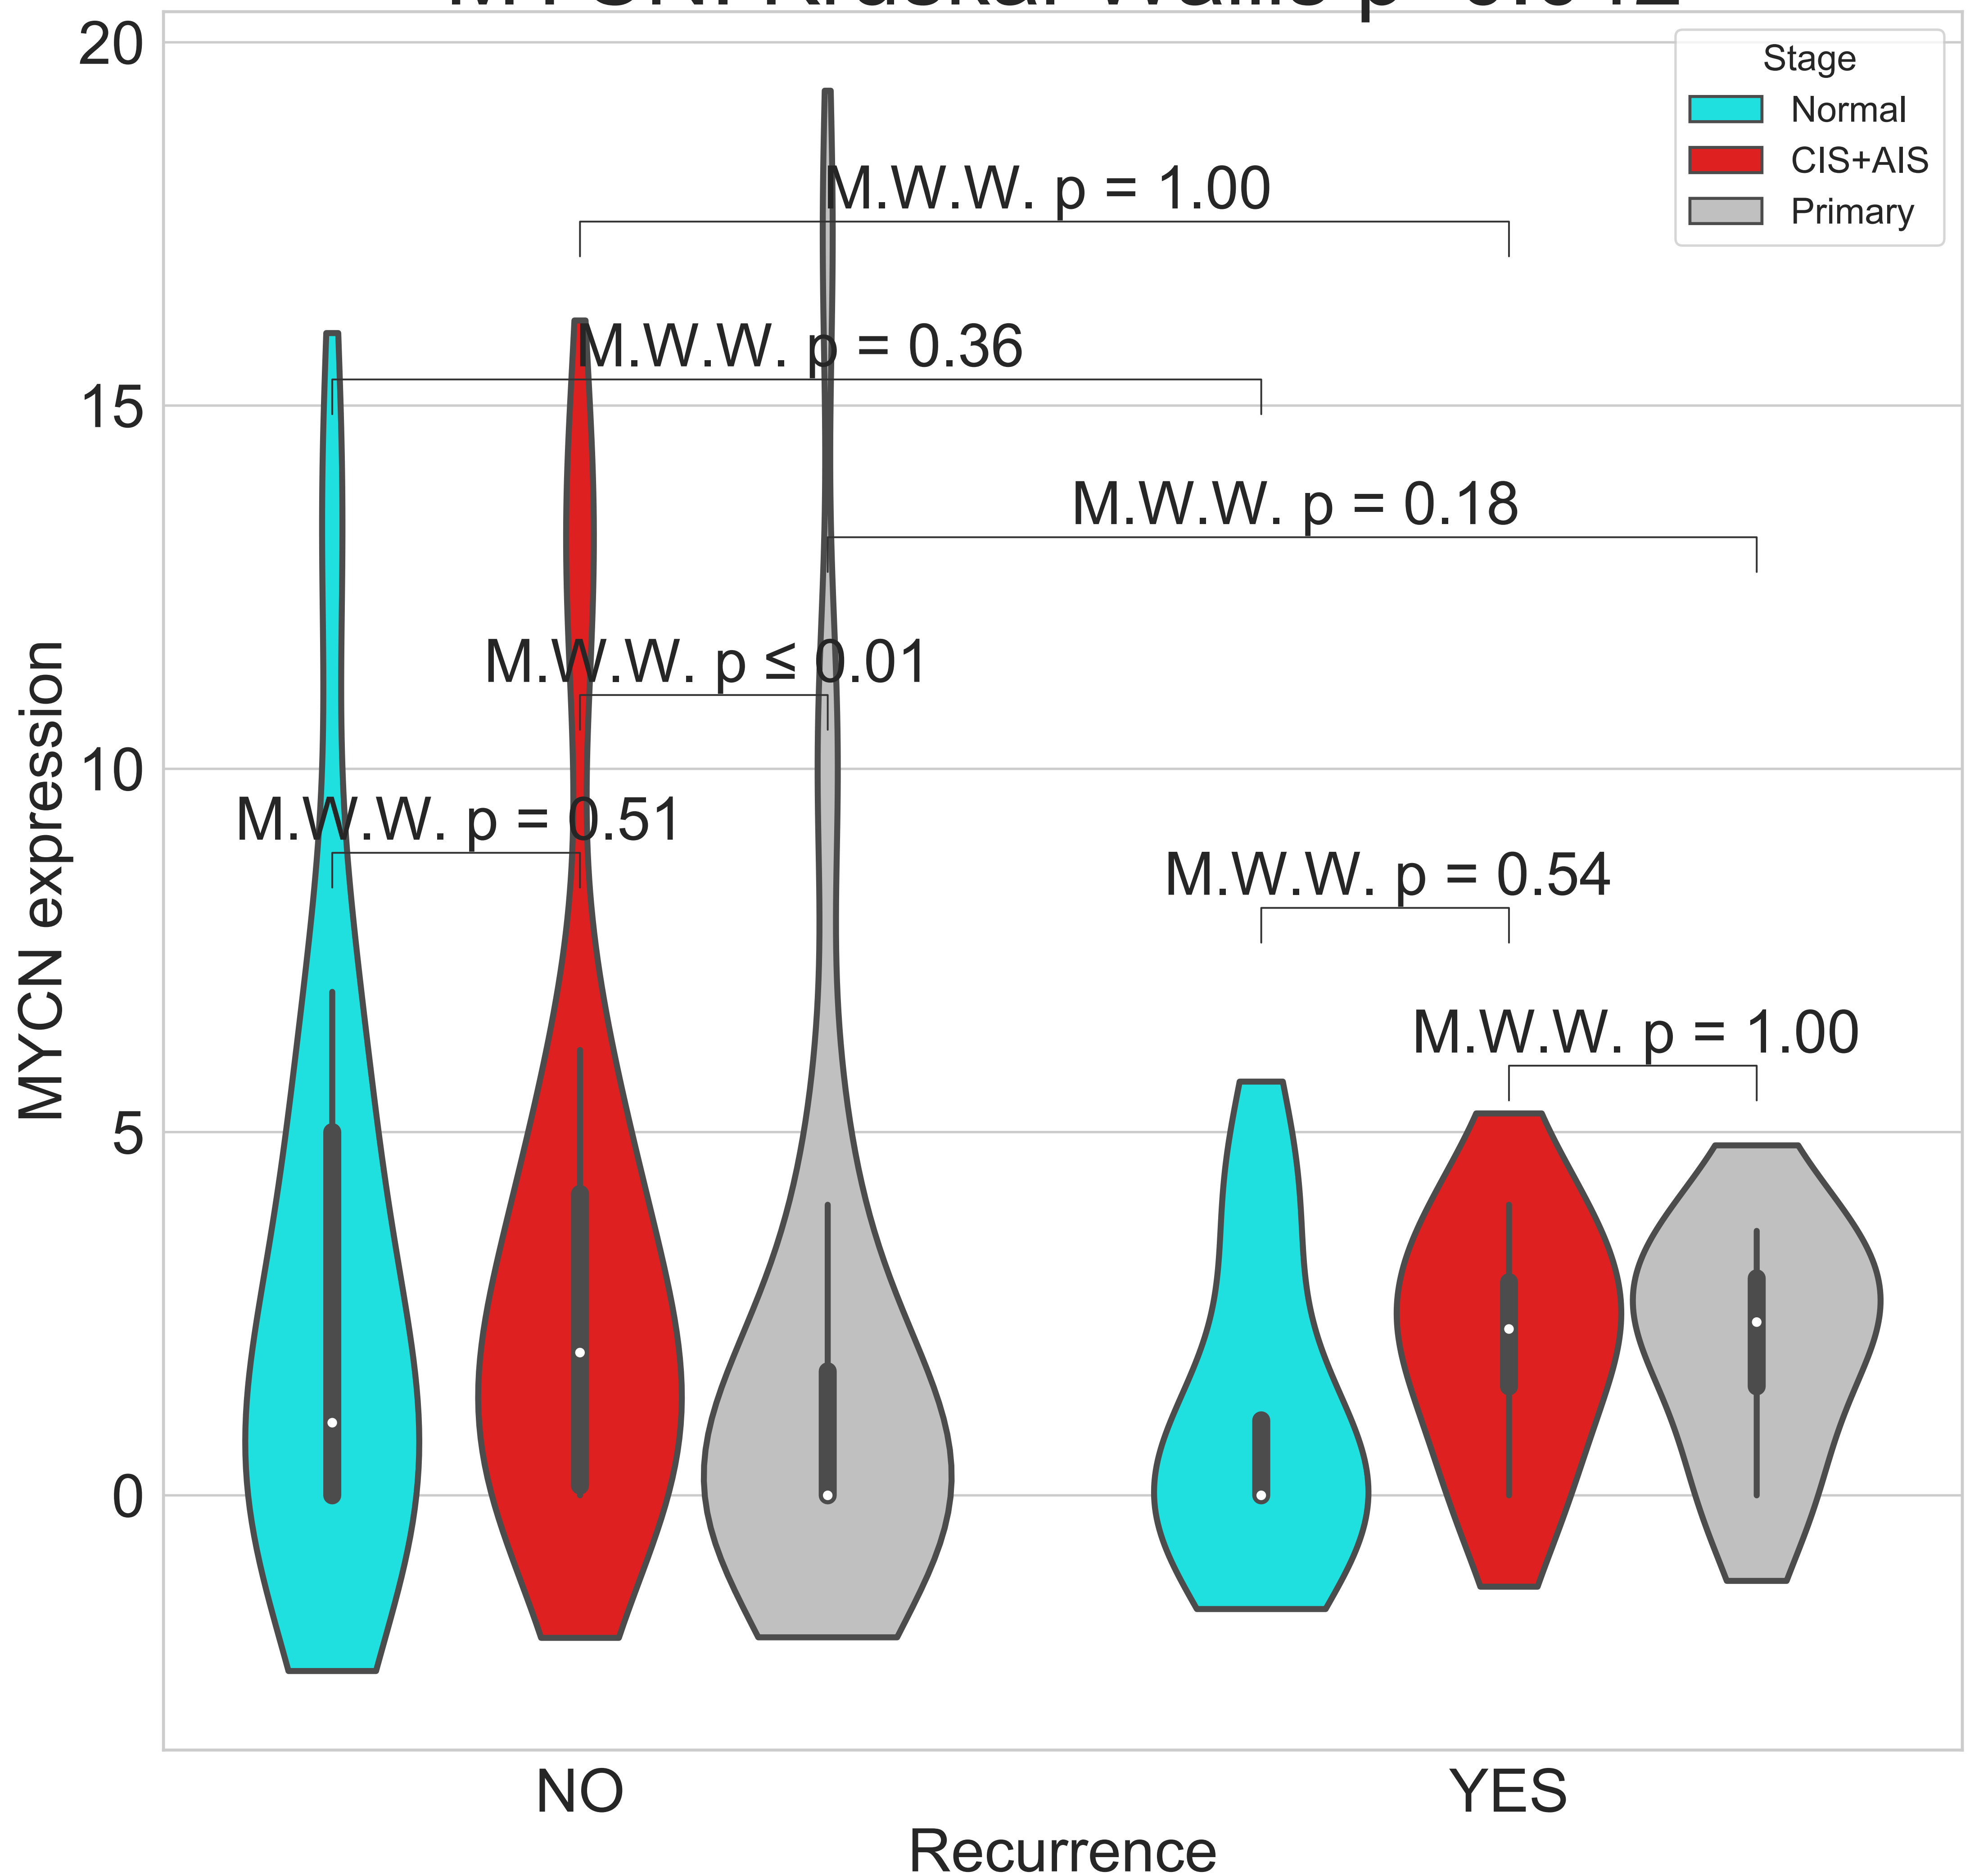 20
15
10
5
0
MYCN expression
Stage
Normal
CIS+AIS
Primary
M.W.W. p = 1.00
M.W.W. p = 0.36
M.W.W. p = 0.18
M.W.W. p ≤ 0.01
M.W.W. p = 0.51
M.W.W. p = 0.54
M.W.W. p = 1.00
NO
YES
Recurrence